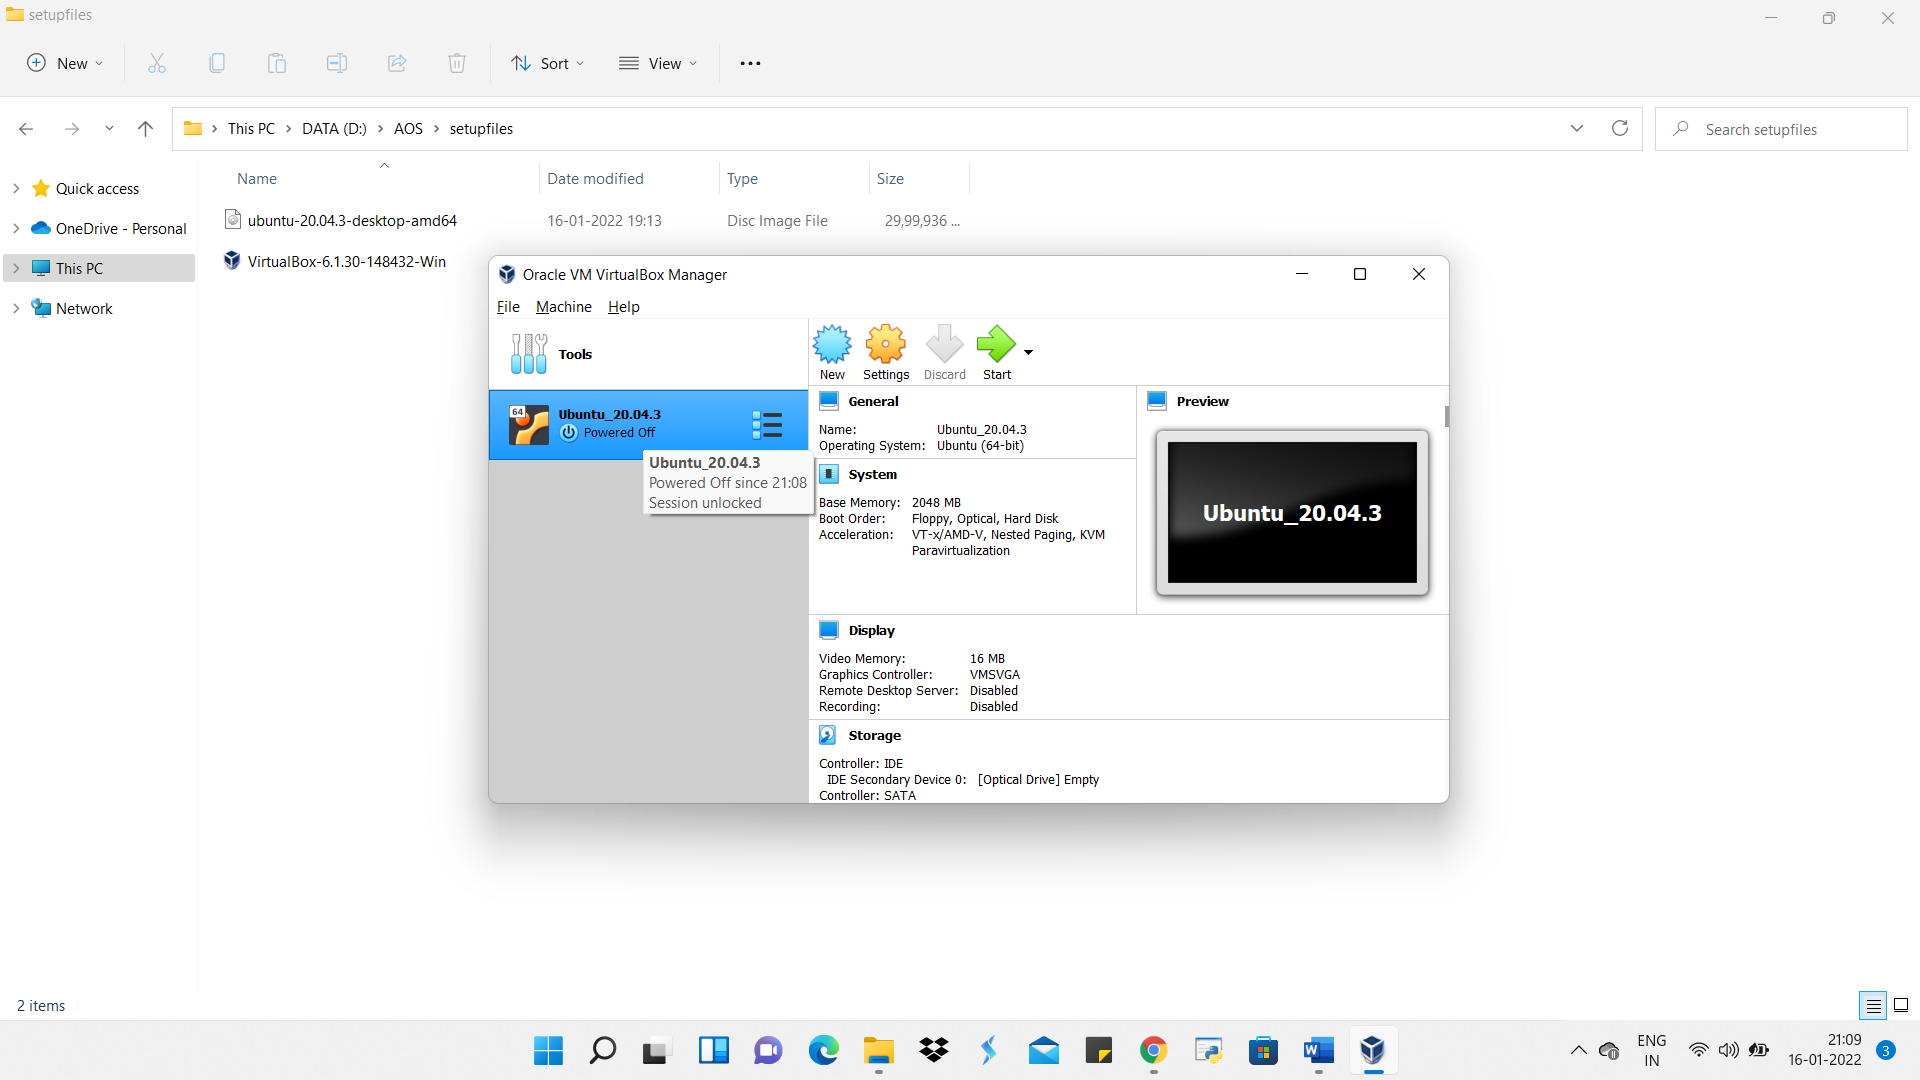 setupfiles
New
Sort
View
This PC
DATA (D:)
AOS
setupfiles
Search setupfiles
Name
Date modified
Type
Size
Quick access
OneDrive - Personal
This PC
Network
ubuntu-20.04.3-desktop-amd64
16-01-2022 19:13
Disc Image File
29,99,936 ...
VirtualBox-6.1.30-148432-Win
Oracle VM VirtualBox Manager
File Machine Help
Tools
New
Settings
Discard
Start
64
Ubuntu_20.04.3
Powered Off
Ubuntu_20.04.3
Powered Off since 21:08
Session unlocked
General
Name: Ubuntu_20.04.3
Operating System: Ubuntu (64-bit)
System
Base Memory: 2048 MB
Boot Order: Floppy, Optical, Hard Disk
Acceleration: VT-x/AMD-V, Nested Paging, KVM
Paravirtualization
Preview
Ubuntu_20.04.3
Display
Video Memory: 16 MB
Graphics Controller: VMSVGA
Remote Desktop Server: Disabled
Recording: Disabled
Storage
Controller: IDE
IDE Secondary Device 0: [Optical Drive] Empty
Controller: SATA
2 items
ENG
IN
21:09
16-01-2022
3